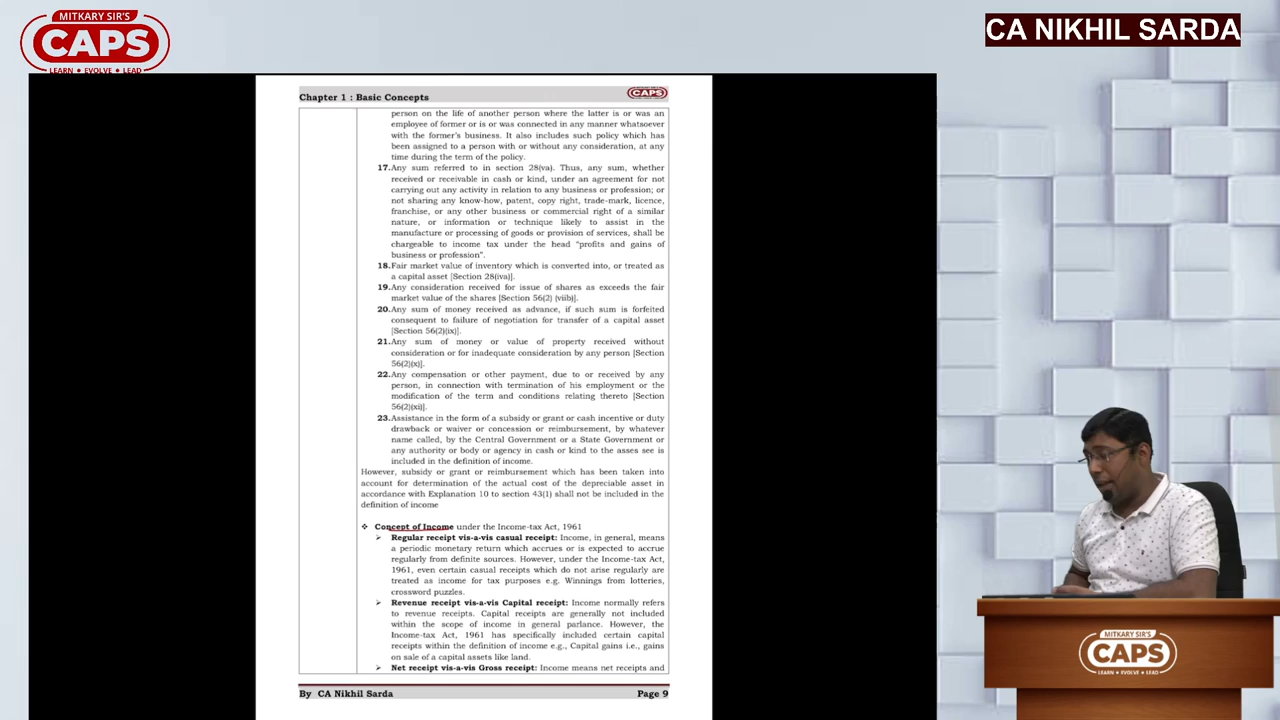 MITKARY SIR'S
CAPS
LEARN • EVOLVE • LEAD
CA NIKHIL SARDA
Chapter 1 : Basic Concepts
CAPS
person on the life of another person where the latter is or was an
employee of former or is or was connected in any manner whatsoever
with the former's business. It also includes such policy which has
been assigned to a person with or without any consideration, at any
time during the term of the policy.
17. Any sum referred to in section 28(va). Thus, any sum, whether
received or receivable in cash or kind, under an agreement for not
carrying out any activity in relation to any business or profession; or
not sharing any know-how, patent, copy right, trade-mark, licence,
franchise, or any other business or commercial right of a similar
nature, or information or technique likely to assist in the
manufacture or processing of goods or provision of services, shall be
chargeable to income tax under the head "profits and gains of
business or profession".
18. Fair market value of inventory which is converted into, or treated as
a capital asset [Section 28(iva)].
19. Any consideration received for issue of shares as exceeds the fair
market value of the shares [Section 56(2) (viib)].
20. Any sum of money received as advance, if such sum is forfeited
consequent to failure of negotiation for transfer of a capital asset
[Section 56(2)(ix)].
21. Any sum of money or value of property received without
consideration or for inadequate consideration by any person [Section
56(2)(x)].
22. Any compensation or other payment, due to or received by any
person, in connection with termination of his employment or the
modification of the term and conditions relating thereto [Section
56(2)(xi)].
23. Assistance in the form of a subsidy or grant or cash incentive or duty
drawback or waiver or concession or reimbursement, by whatever
name called, by the Central Government or a State Government or
any authority or body or agency in cash or kind to the asses see is
included in the definition of income.
However, subsidy or grant or reimbursement which has been taken into
account for determination of the actual cost of the depreciable asset in
accordance with Explanation 10 to section 43(1) shall not be included in the
definition of income
❖ Concept of Income under the Income-tax Act, 1961
➢ Regular receipt vis-a-vis casual receipt: Income, in general, means
a periodic monetary return which accrues or is expected to accrue
regularly from definite sources. However, under the Income-tax Act,
1961, even certain casual receipts which do not arise regularly are
treated as income for tax purposes e.g. Winnings from lotteries,
crossword puzzles.
➢ Revenue receipt vis-a-vis Capital receipt: Income normally refers
to revenue receipts. Capital receipts are generally not included
within the scope of income in general parlance. However, the
Income-tax Act, 1961 has specifically included certain capital
receipts within the definition of income e.g., Capital gains i.e., gains
on sale of a capital assets like land.
➢ Net receipt vis-a-vis Gross receipt: Income means net receipts and
By CA Nikhil Sarda Page 9
MITKARY SIR'S
CAPS
LEARN • EVOLVE • LEAD